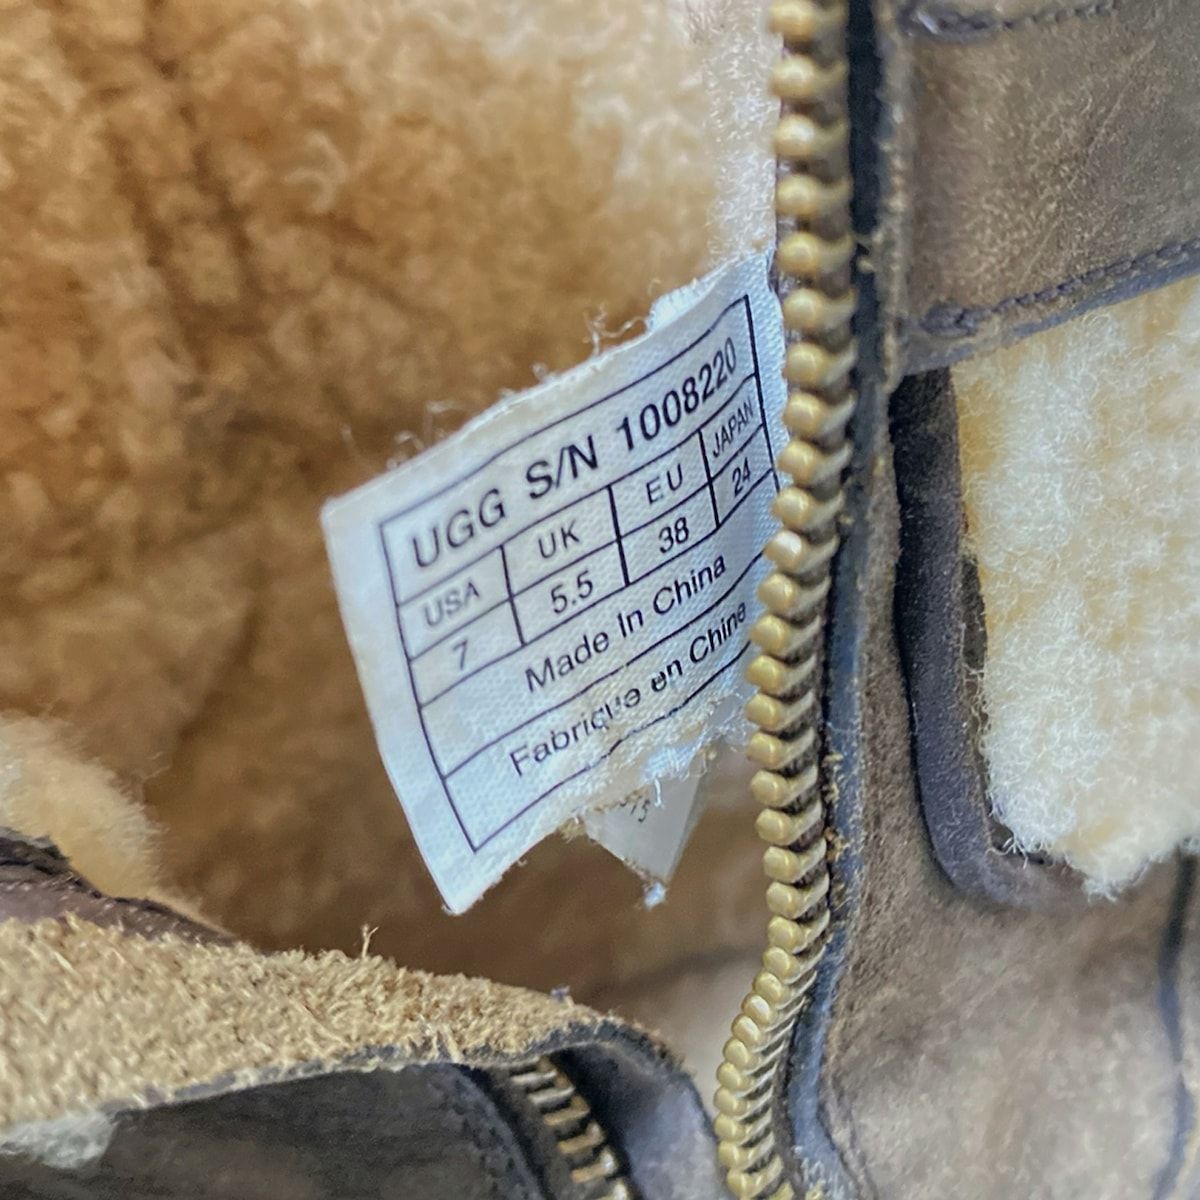 UGG S/N 1008220
USA UK EU JAPAN
7 5.5 38 24
Made In China
Fabrique en Chine